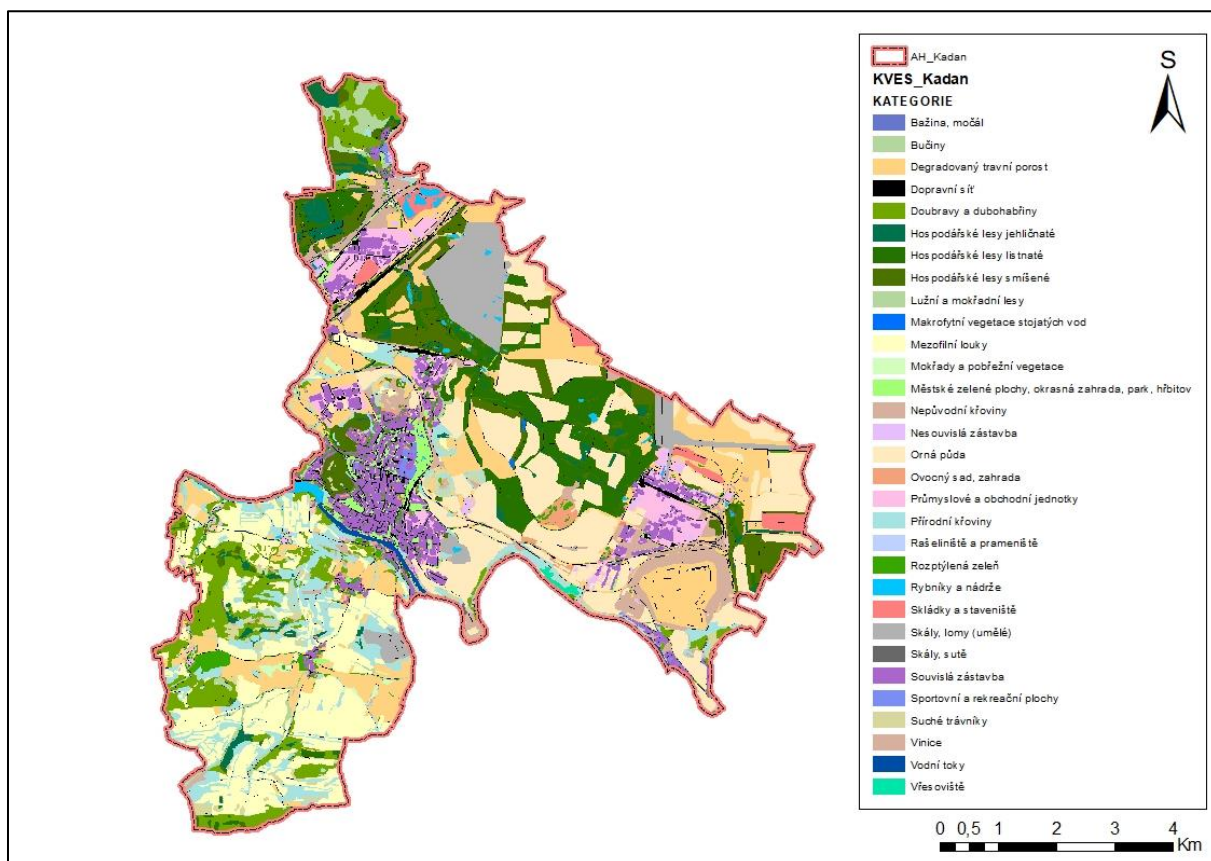 AH_Kadan
KVES_Kadan
KATEGORIE
Bažina, močál
Bučiny
Degradovaný travní porost
Dopravní síť
Doubravy a dubohabřiny
Hospodářské lesy jehličnaté
Hospodářské lesy listnaté
Hospodářské lesy smíšené
Lužní a mokřadní lesy
Makrofytní vegetace stojatých vod
Mezofilní louky
Mokřady a pobřežní vegetace
Městské zelené plochy, okrasná zahrada, park, hřbitov
Nepůvodní křoviny
Nesouvislá zástavba
Orná půda
Ovocný sad, zahrada
Průmyslové a obchodní jednotky
Přírodní křoviny
Rašeliniště a prameniště
Rozptýlená zeleň
Rybníky a nádrže
Skládky a staveniště
Skály, lomy (umělé)
Skály, sutě
Souvislá zástavba
Sportovní a rekreační plochy
Suché trávníky
Vinice
Vodní toky
Vřesoviště
S
0 0,5 1 2 3 4
Km